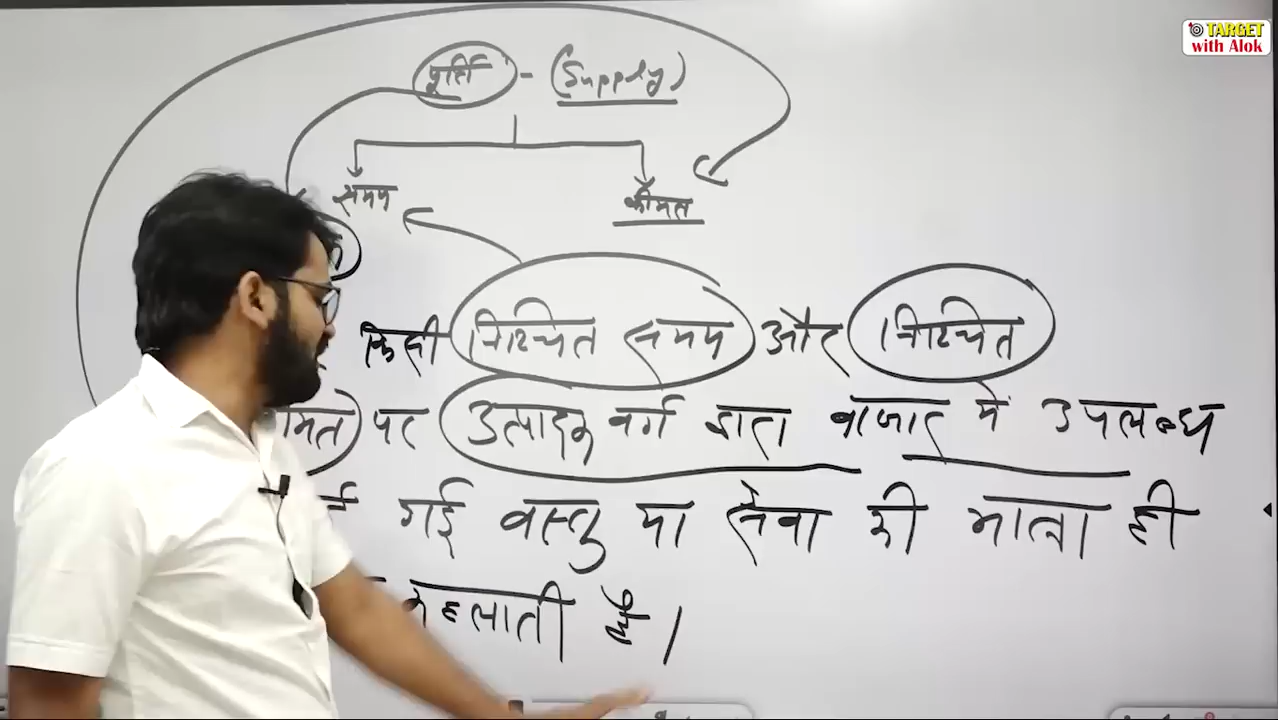 TARGET
with Alok
पूर्ति - (Supply)
समय कीमत
किसी निश्चित समय और निश्चित
पर उत्पादक वर्ग द्वारा बाजार में उपलब्ध
गई वस्तु या सेवा की मात्रा ही
कहलाती है।